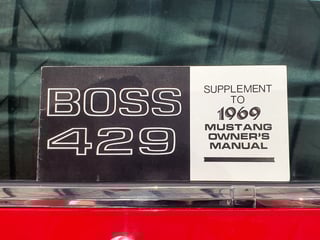 BOSS
429
SUPPLEMENT
TO
1969
MUSTANG
OWNER'S
MANUAL